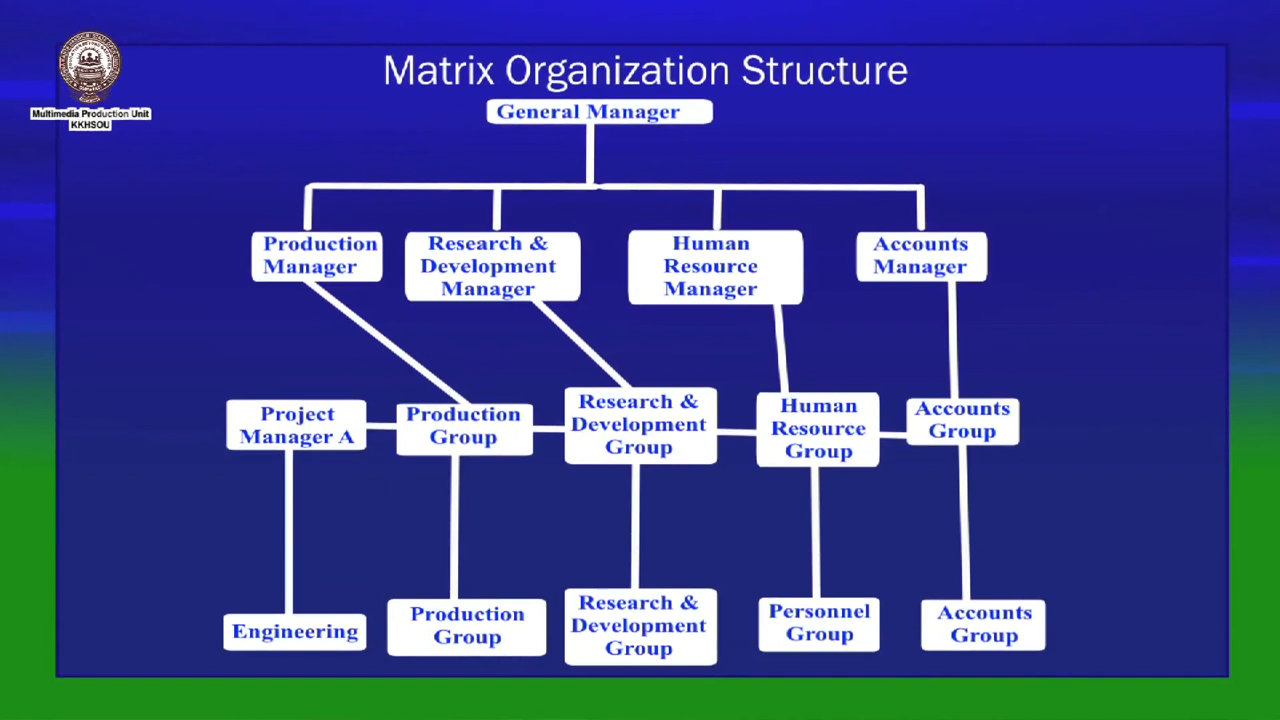 Matrix Organization Structure
Multimedia Production Unit
KKHSOU
General Manager
Production
Manager
Research &
Development
Manager
Human
Resource
Manager
Accounts
Manager
Project
Manager A
Production
Group
Research &
Development
Group
Human
Resource
Group
Accounts
Group
Engineering
Production
Group
Research &
Development
Group
Personnel
Group
Accounts
Group